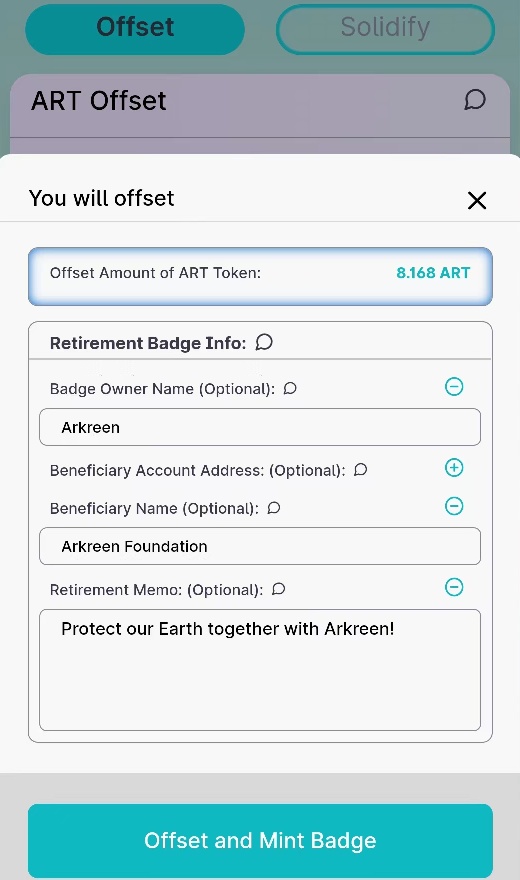 Offset
Solidify
ART Offset
You will offset
Offset Amount of ART Token: 8.168 ART
Retirement Badge Info:
Badge Owner Name (Optional):
Arkreen
Beneficiary Account Address: (Optional):
Beneficiary Name (Optional):
Arkreen Foundation
Retirement Memo: (Optional):
Protect our Earth together with Arkreen!
Offset and Mint Badge